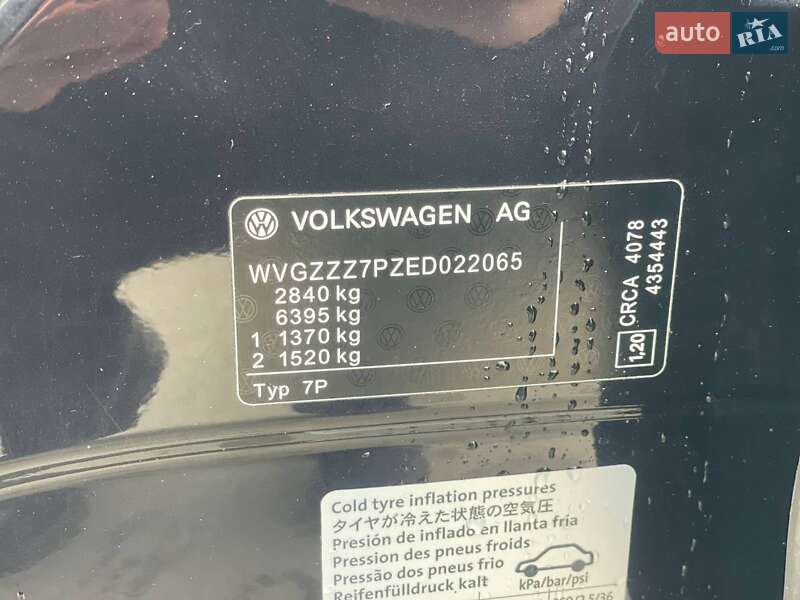 auto RIA.com
VOLKSWAGEN AG
WVGZZZ7PZED022065
2840 kg
6395 kg
1 1370 kg
2 1520 kg
Typ 7P
CRCA 4078
4354443
1,20
Cold tyre inflation pressures
タイヤが冷えた状態の空気圧
Presión de inflado en llanta fría
Pression des pneus froids
Pressão dos pneus frio
Reifenfülldruck kalt
kPa/bar/psi